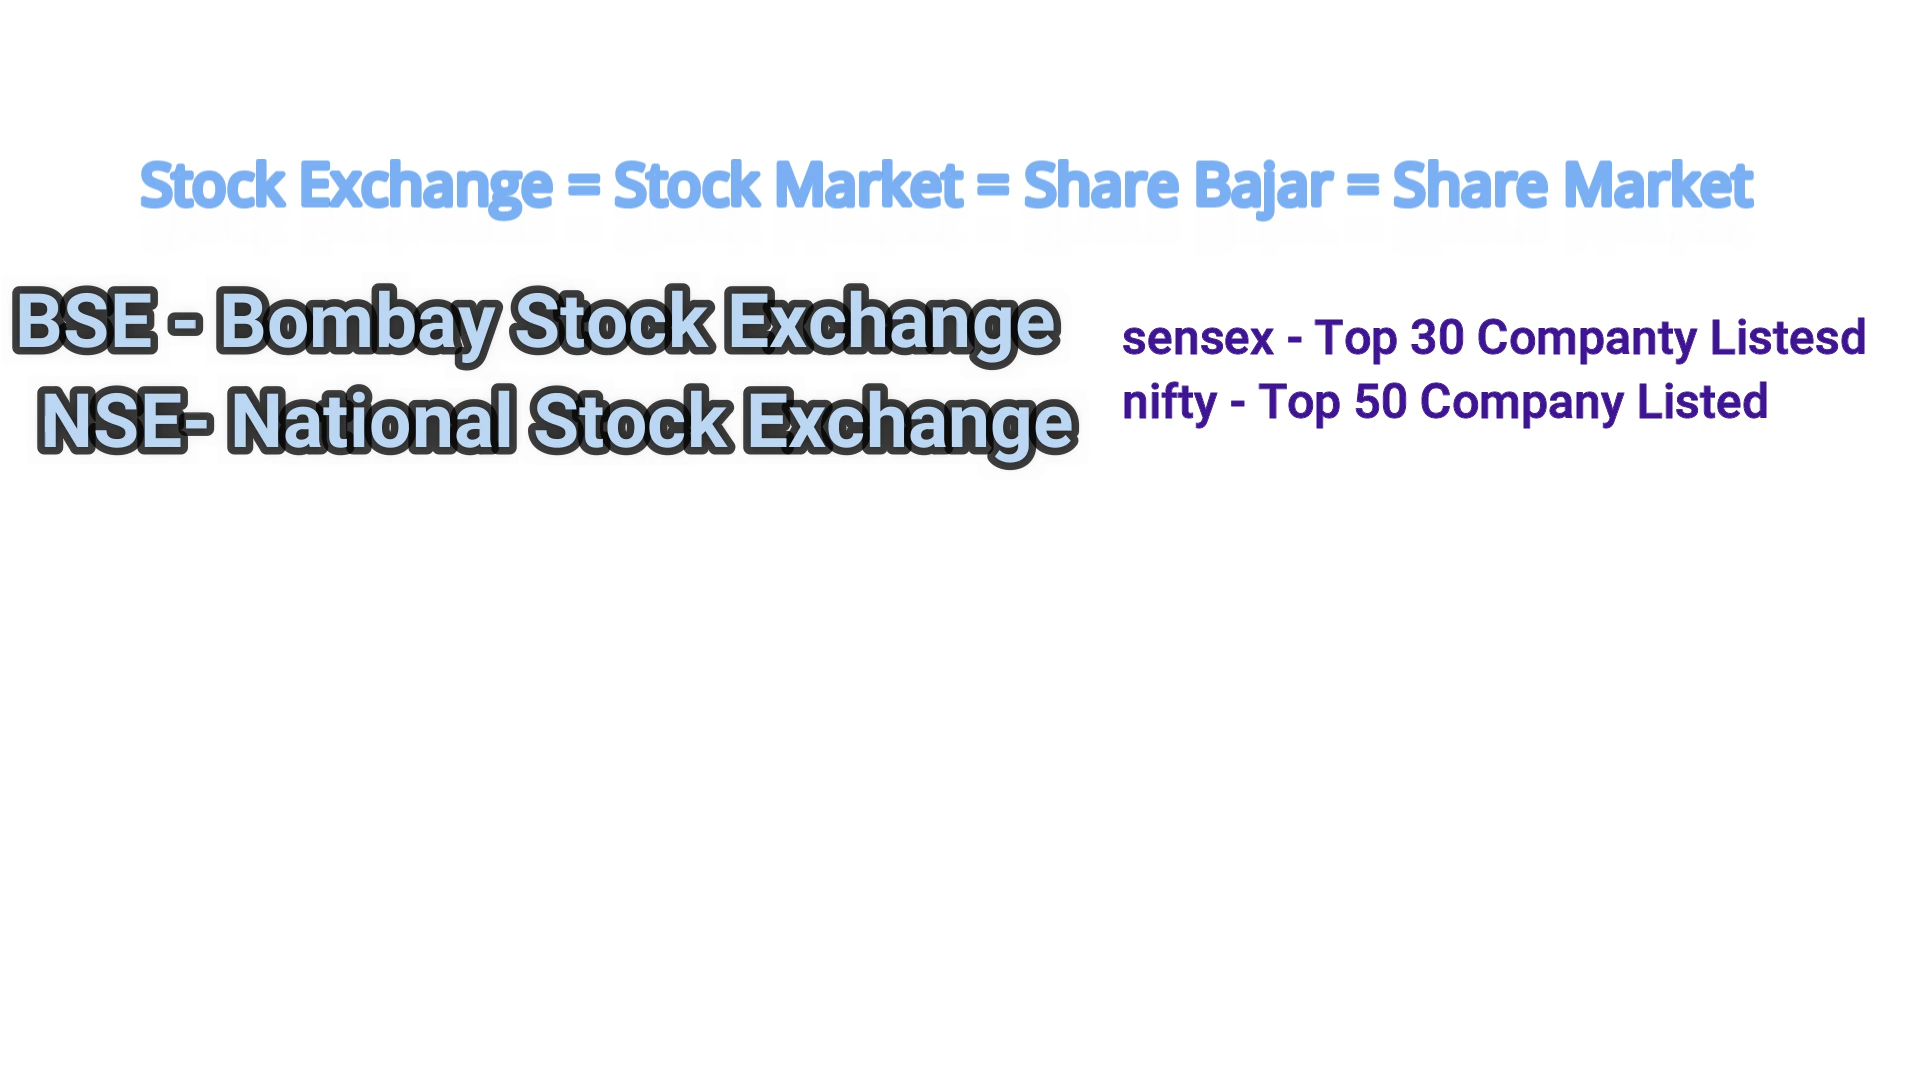 Stock Exchange = Stock Market = Share Bajar = Share Market
BSE - Bombay Stock Exchange
sensex - Top 30 Companty Listesd
NSE- National Stock Exchange
nifty - Top 50 Company Listed